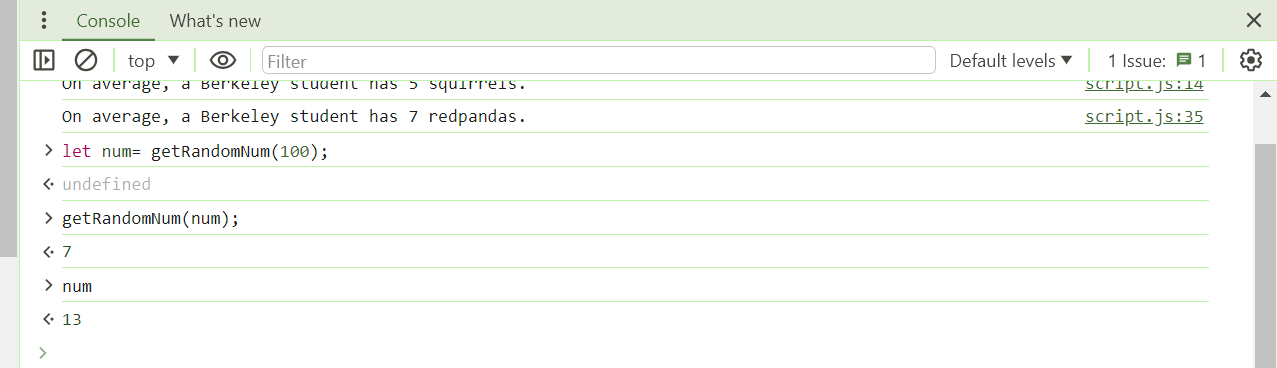 Console What's new
top Filter Default levels 1 Issue: 1
On average, a Berkeley student has 5 squirrels. script.js:14
On average, a Berkeley student has 7 redpandas. script.js:35
let num= getRandomNum(100);
undefined
getRandomNum(num);
7
num
13